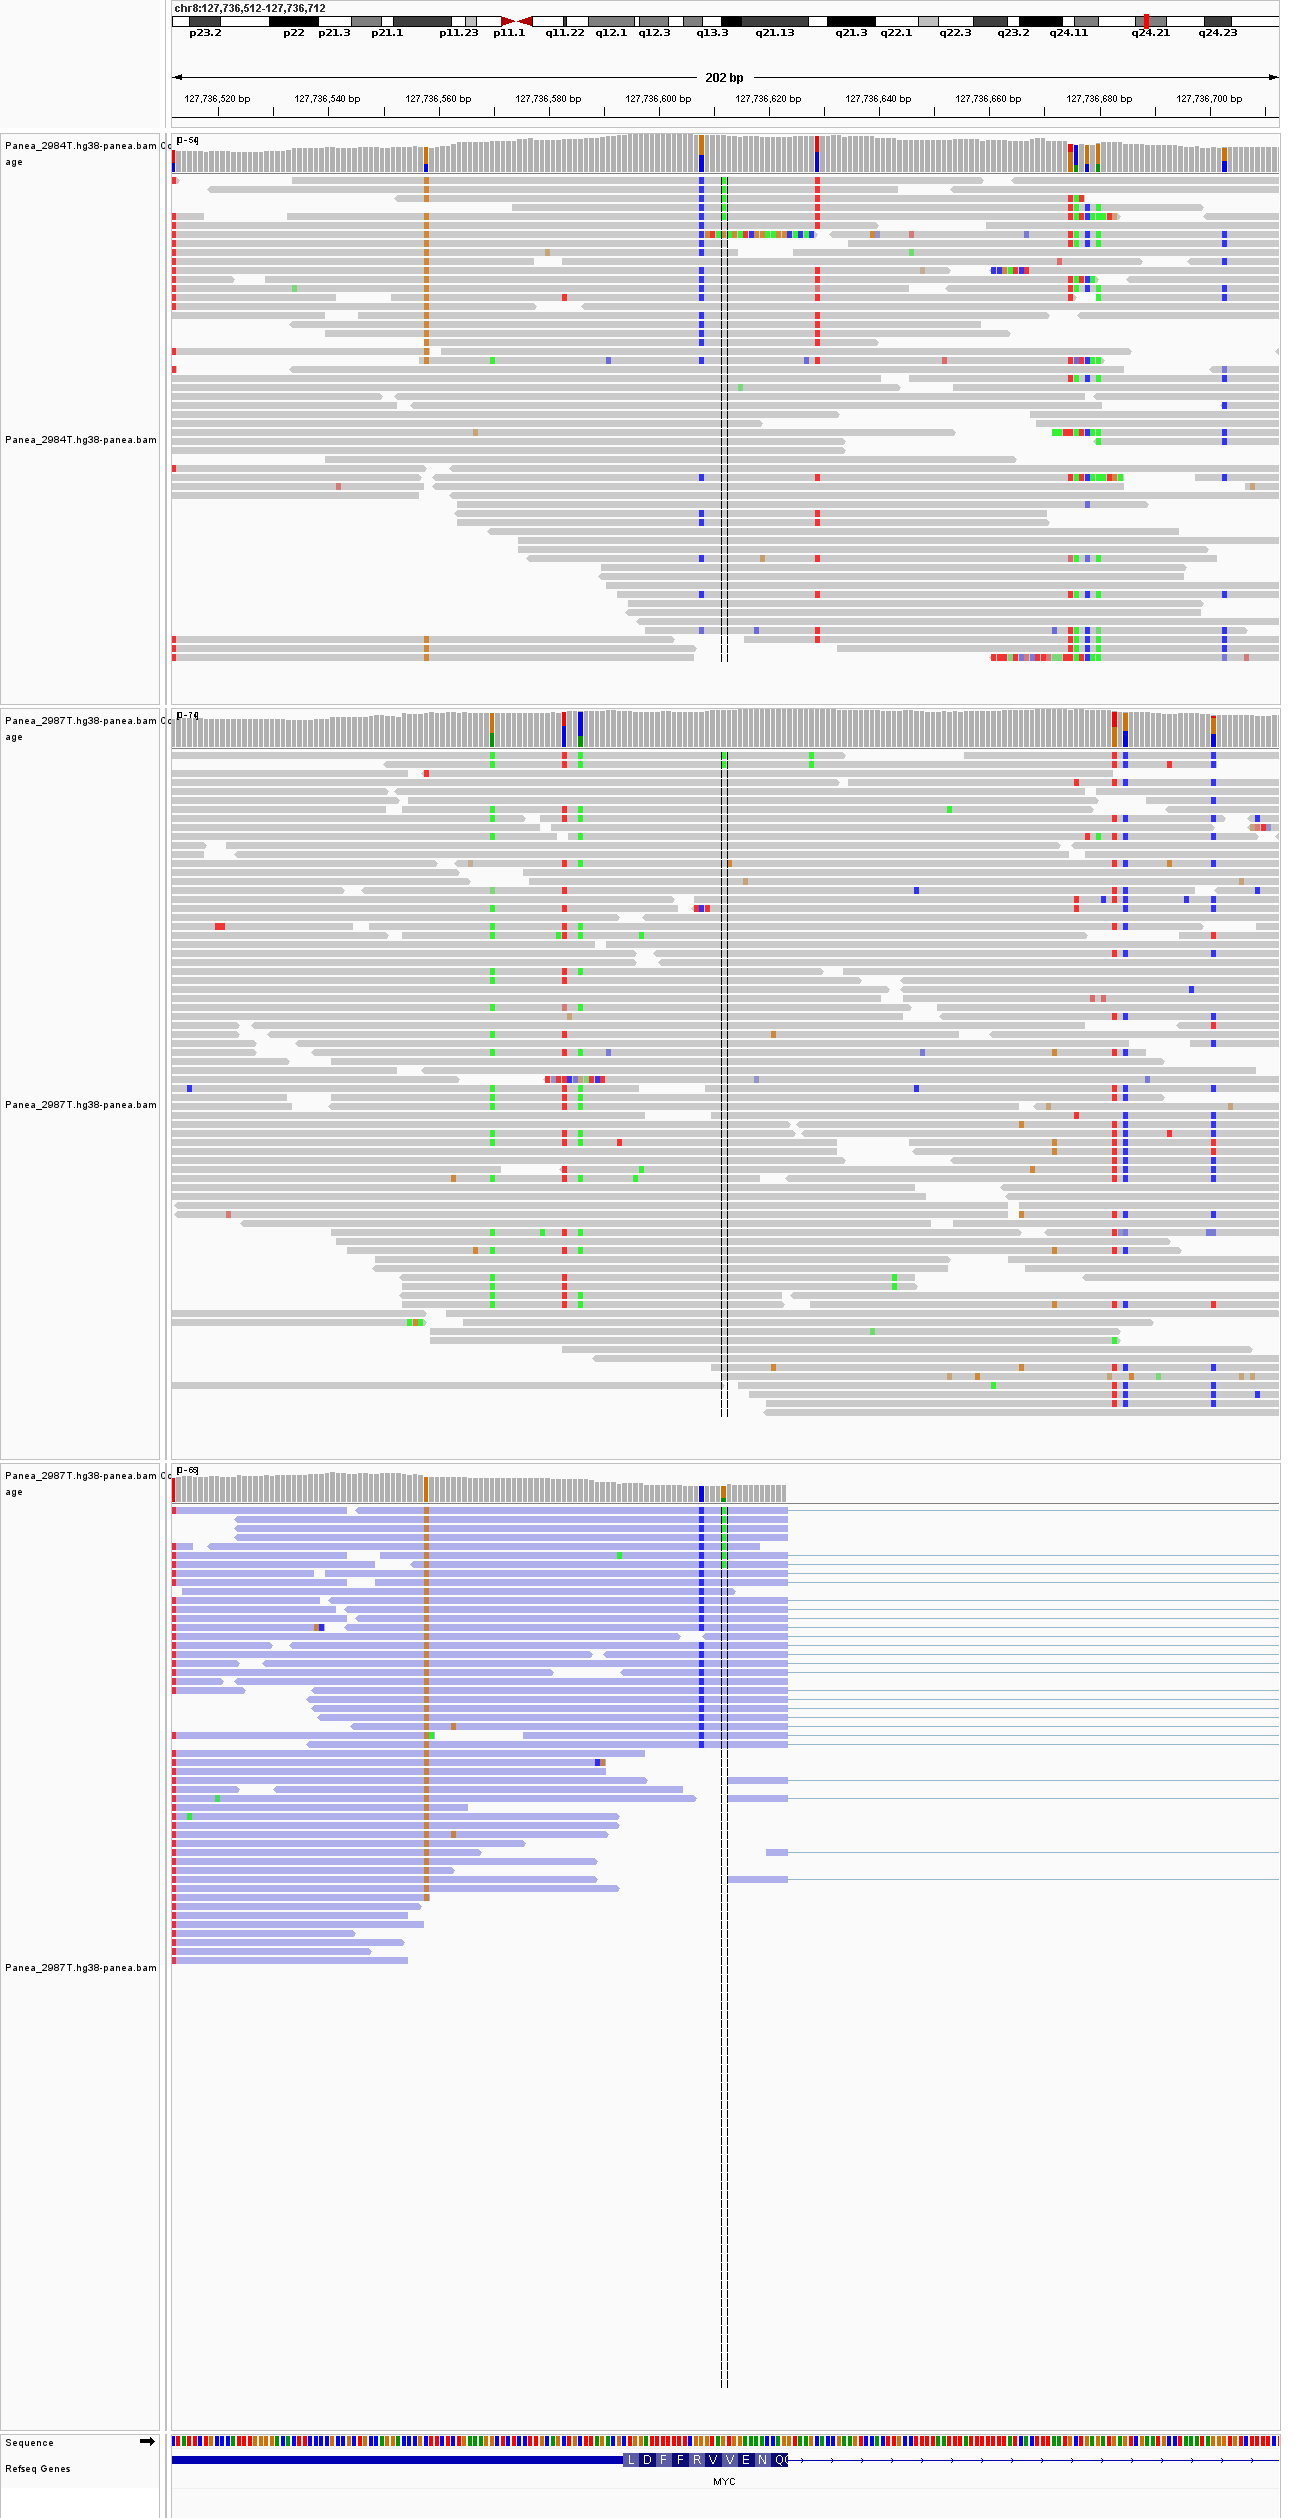 chr8:127,736,512-127,736,712
p23.2 p22 p21.3 p21.1 p11.23 p11.1 q11.22 q12.1 q12.3 q13.3 q21.13 q21.3 q22.1 q22.3 q23.2 q24.11 q24.21 q24.23
202 bp
127,736,520 bp 127,736,540 bp 127,736,560 bp 127,736,580 bp 127,736,600 bp 127,736,620 bp 127,736,640 bp 127,736,660 bp 127,736,680 bp 127,736,700 bp
Panea_2984T.hg38-panea.bam
age
Panea_2984T.hg38-panea.bam
Panea_2987T.hg38-panea.bam
age
Panea_2987T.hg38-panea.bam
Panea_2987T.hg38-panea.bam
age
Panea_2987T.hg38-panea.bam
Sequence
Refseq Genes
L D F F R V V E N Q
MYC